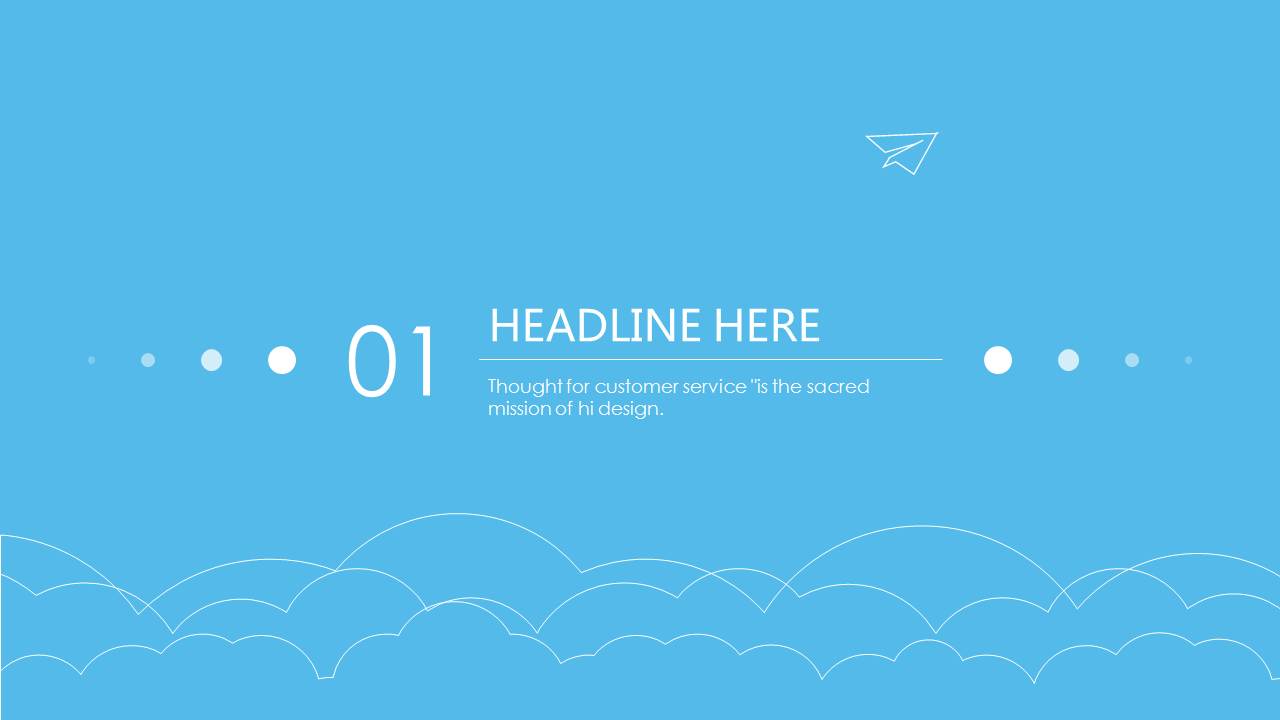 01
HEADLINE HERE
Thought for customer service "is the sacred
mission of hi design.